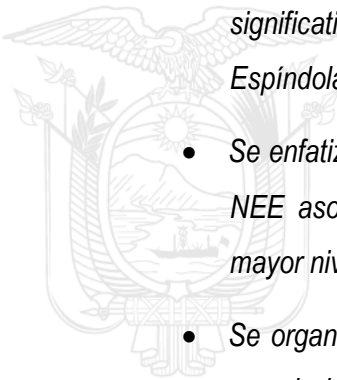 significati
Espíndola
• Se enfatiz
NEE aso
mayor niv
• Se organ